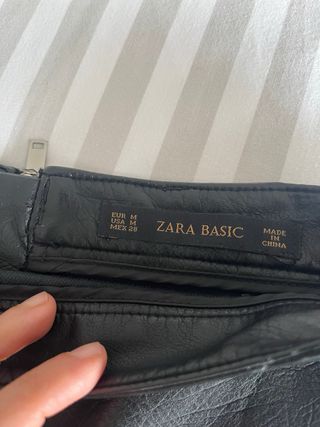 EUR M
USA M
MEX 28
ZARA BASIC
MADE
IN
CHINA